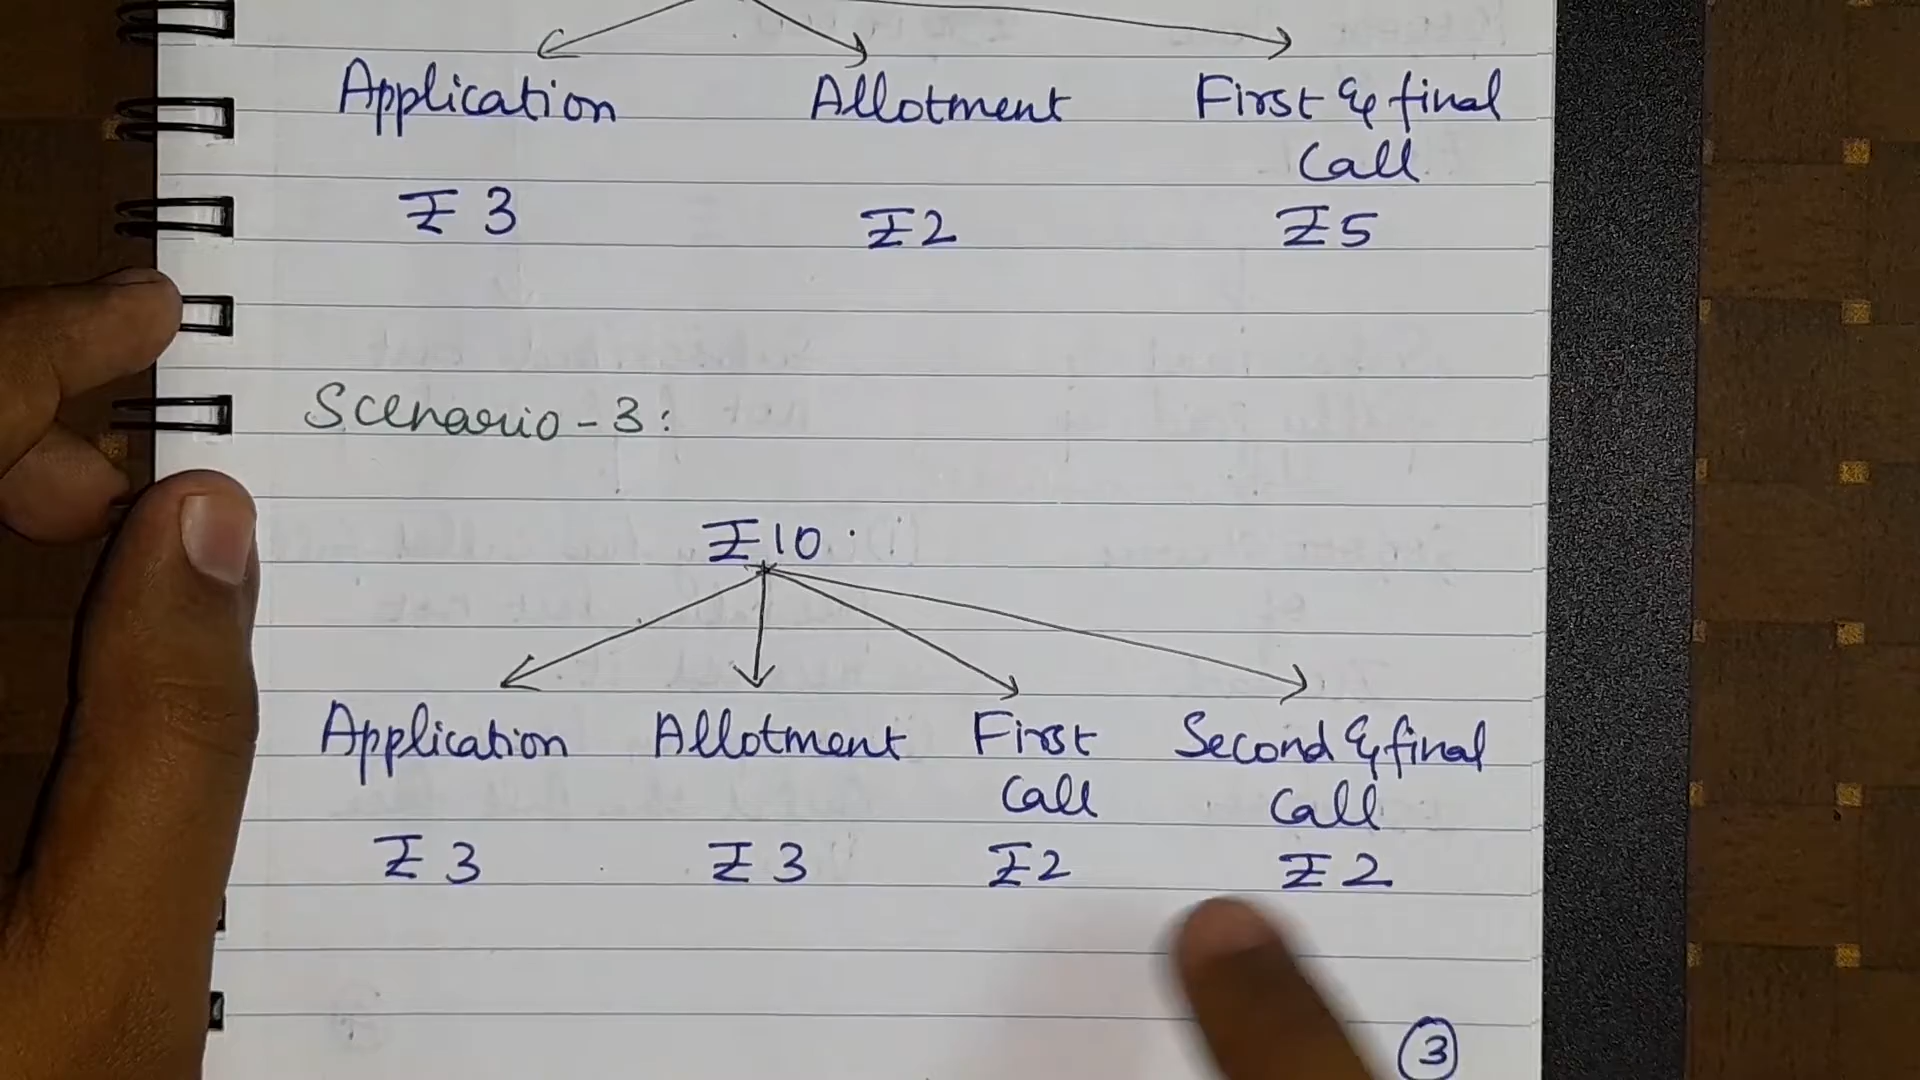 Application Allotment First & final
Call
₹ 3 ₹2 ₹5
Scenario-3:
₹10
Application Allotment First Second & final
Call Call
₹ 3 ₹ 3 ₹2 ₹ 2
3